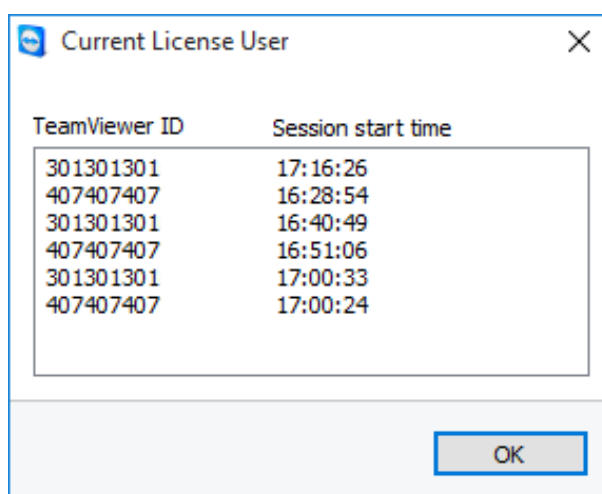 Current License User
TeamViewer ID Session start time
301301301 17:16:26
407407407 16:28:54
301301301 16:40:49
407407407 16:51:06
301301301 17:00:33
407407407 17:00:24
OK